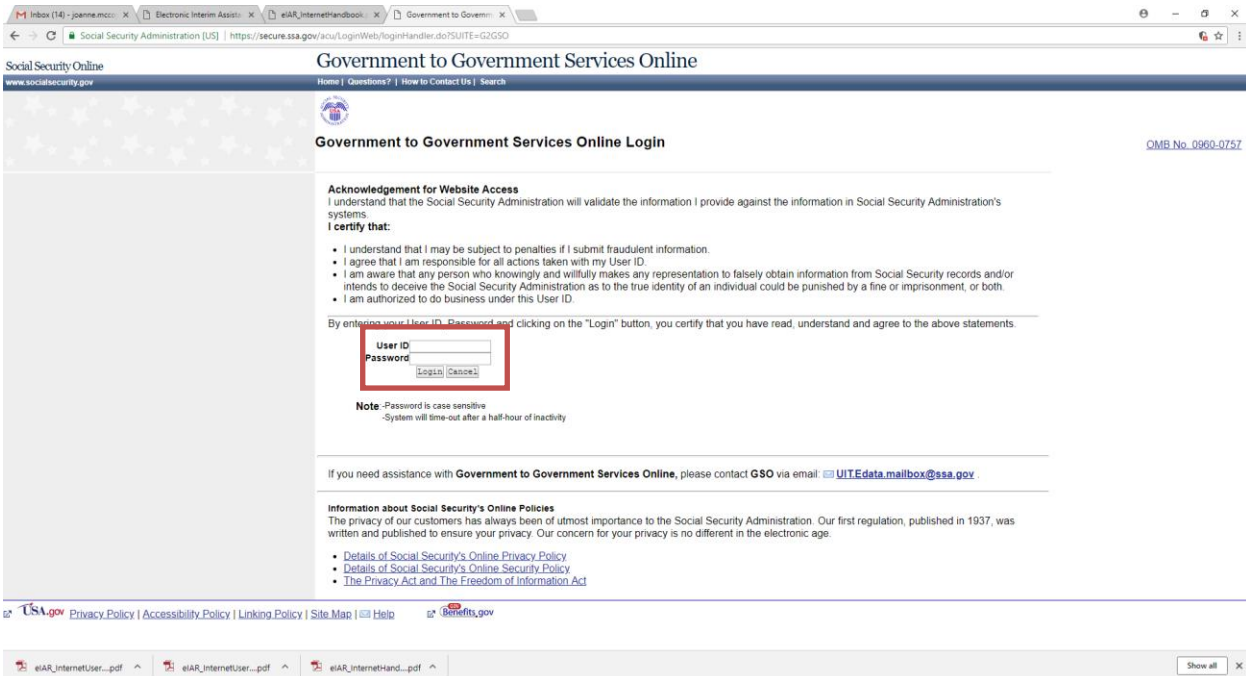 Inbox (14) - joanne.mcca
Electronic Interim Assista
eIAR_InternetHandbook
Government to Governm
Social Security Administration [US] | https://secure.ssa.gov/acu/LoginWeb/loginHandler.do?SUITE=G2GSO
Social Security Online
Government to Government Services Online
www.socialsecurity.gov
Home | Questions? | How to Contact Us | Search
Government to Government Services Online Login
OMB No. 0960-0757
Acknowledgement for Website Access
I understand that the Social Security Administration will validate the information I provide against the information in Social Security Administration's
systems.
I certify that:
• I understand that I may be subject to penalties if I submit fraudulent information.
• I agree that I am responsible for all actions taken with my User ID.
• I am aware that any person who knowingly and willfully makes any representation to falsely obtain information from Social Security records and/or
intends to deceive the Social Security Administration as to the true identity of an individual could be punished by a fine or imprisonment, or both.
• I am authorized to do business under this User ID.
By entering your User ID, Password and clicking on the "Login" button, you certify that you have read, understand and agree to the above statements.
User ID
Password
Login Cancel
Note:-Password is case sensitive
-System will time-out after a half-hour of inactivity
If you need assistance with Government to Government Services Online, please contact GSO via email: UIT.Edata.mailbox@ssa.gov .
Information about Social Security's Online Policies
The privacy of our customers has always been of utmost importance to the Social Security Administration. Our first regulation, published in 1937, was
written and published to ensure your privacy. Our concern for your privacy is no different in the electronic age.
• Details of Social Security's Online Privacy Policy
• Details of Social Security's Online Security Policy
• The Privacy Act and The Freedom of Information Act
USA.gov Privacy Policy | Accessibility Policy | Linking Policy | Site Map | Help Benefits.gov
eIAR_InternetUser....pdf
eIAR_InternetUser....pdf
eIAR_InternetHand....pdf
Show all